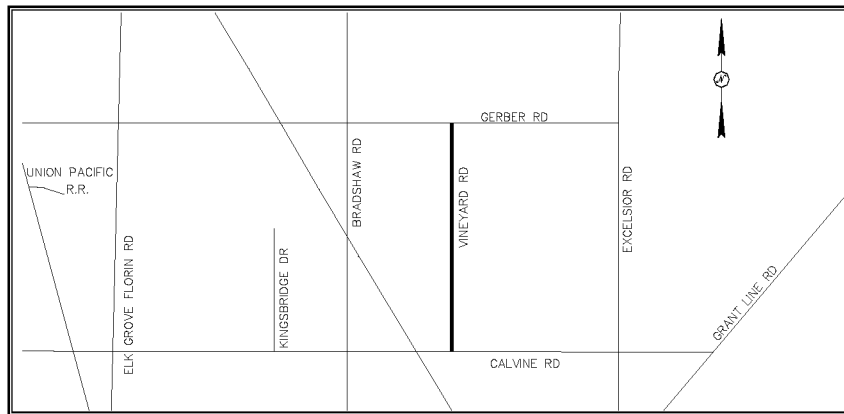 GERBER RD
UNION PACIFIC
R.R.
BRADSHAW RD
VINEYARD RD
EXCELSIOR RD
ELK GROVE FLORIN RD
KINGSBRIDGE DR
GRANT LINE RD
CALVINE RD
N